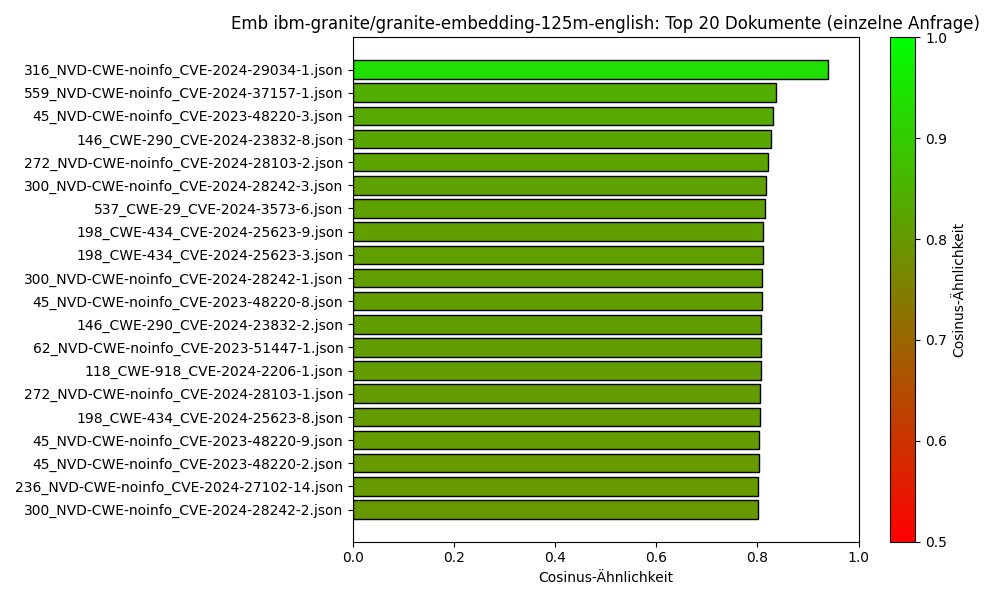 Emb ibm-granite/granite-embedding-125m-english: Top 20 Dokumente (einzelne Anfrage)
316_NVD-CWE-noinfo_CVE-2024-29034-1.json
559_NVD-CWE-noinfo_CVE-2024-37157-1.json
45_NVD-CWE-noinfo_CVE-2023-48220-3.json
146_CWE-290_CVE-2024-23832-8.json
272_NVD-CWE-noinfo_CVE-2024-28103-2.json
300_NVD-CWE-noinfo_CVE-2024-28242-3.json
537_CWE-29_CVE-2024-3573-6.json
198_CWE-434_CVE-2024-25623-9.json
198_CWE-434_CVE-2024-25623-3.json
300_NVD-CWE-noinfo_CVE-2024-28242-1.json
45_NVD-CWE-noinfo_CVE-2023-48220-8.json
146_CWE-290_CVE-2024-23832-2.json
62_NVD-CWE-noinfo_CVE-2023-51447-1.json
118_CWE-918_CVE-2024-2206-1.json
272_NVD-CWE-noinfo_CVE-2024-28103-1.json
198_CWE-434_CVE-2024-25623-8.json
45_NVD-CWE-noinfo_CVE-2023-48220-9.json
45_NVD-CWE-noinfo_CVE-2023-48220-2.json
236_NVD-CWE-noinfo_CVE-2024-27102-14.json
300_NVD-CWE-noinfo_CVE-2024-28242-2.json
0.0 0.2 0.4 0.6 0.8 1.0
Cosinus-Ähnlichkeit
1.0
0.9
0.8
0.7
0.6
0.5
Cosinus-Ähnlichkeit